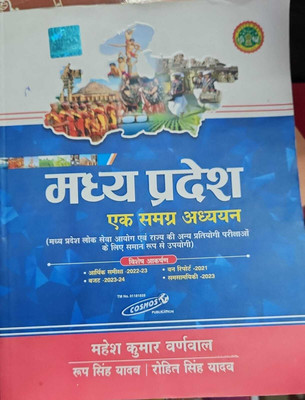 मध्य प्रदेश
एक समग्र अध्ययन
(मध्य प्रदेश लोक सेवा आयोग एवं राज्य की अन्य प्रतियोगी परीक्षाओं
के लिए समान रूप से उपयोगी)
विशेष आकर्षण
• आर्थिक समीक्षा -2022-23 • वन रिपोर्ट -2021
• बजट -2023-24 • समसामयिकी -2023
COSMOS
PUBLICATION
महेश कुमार वर्णवाल
रूप सिंह यादव | रोहित सिंह यादव